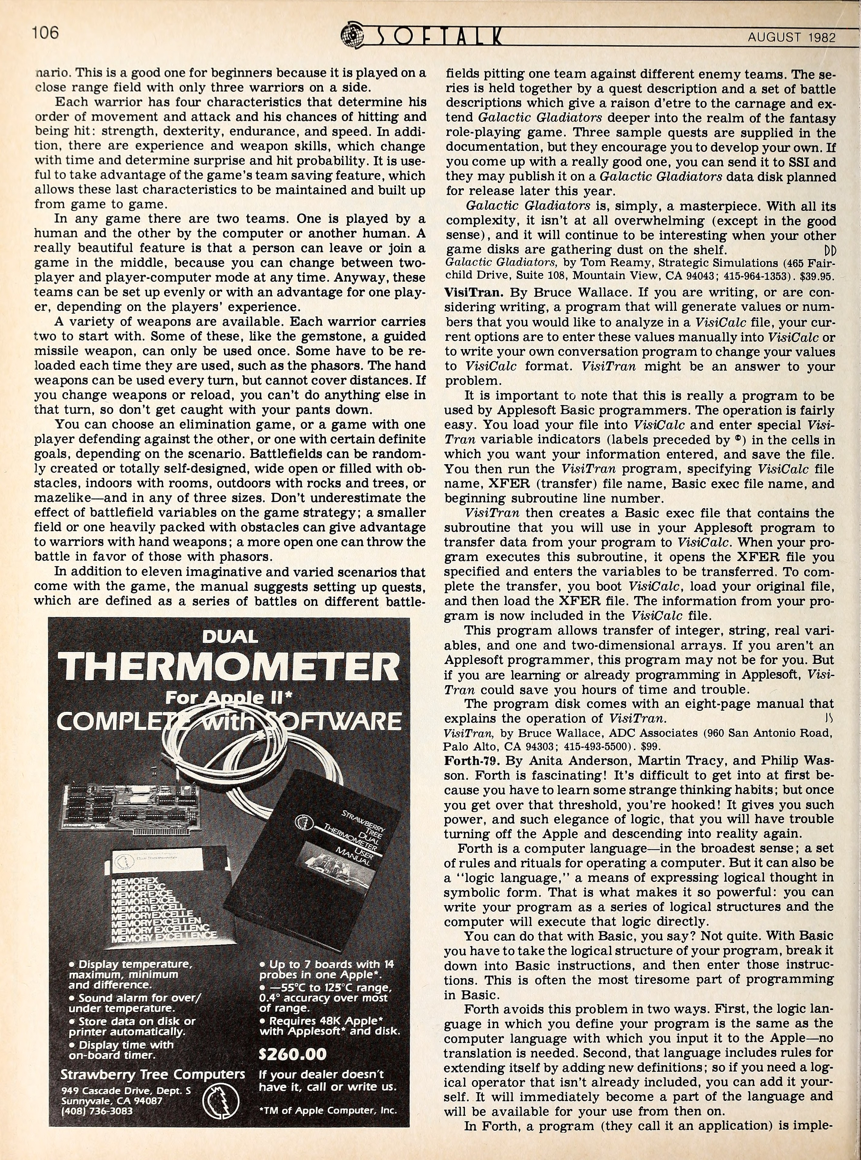 106
SOFTALK
AUGUST 1982
nario. This is a good one for beginners because it is played on a
close range field with only three warriors on a side.
Each warrior has four characteristics that determine his
order of movement and attack and his chances of hitting and
being hit: strength, dexterity, endurance, and speed. In addi-
tion, there are experience and weapon skills, which change
with time and determine surprise and hit probability. It is use-
ful to take advantage of the game's team saving feature, which
allows these last characteristics to be maintained and built up
from game to game.
In any game there are two teams. One is played by a
human and the other by the computer or another human. A
really beautiful feature is that a person can leave or join a
game in the middle, because you can change between two-
player and player-computer mode at any time. Anyway, these
teams can be set up evenly or with an advantage for one play-
er, depending on the players' experience.
A variety of weapons are available. Each warrior carries
two to start with. Some of these, like the gemstone, a guided
missile weapon, can only be used once. Some have to be re-
loaded each time they are used, such as the phasors. The hand
weapons can be used every turn, but cannot cover distances. If
you change weapons or reload, you can't do anything else in
that turn, so don't get caught with your pants down.
You can choose an elimination game, or a game with one
player defending against the other, or one with certain definite
goals, depending on the scenario. Battlefields can be random-
ly created or totally self-designed, wide open or filled with ob-
stacles, indoors with rooms, outdoors with rocks and trees, or
mazelike—and in any of three sizes. Don't underestimate the
effect of battlefield variables on the game strategy; a smaller
field or one heavily packed with obstacles can give advantage
to warriors with hand weapons; a more open one can throw the
battle in favor of those with phasors.
In addition to eleven imaginative and varied scenarios that
come with the game, the manual suggests setting up quests,
which are defined as a series of battles on different battle-
DUAL
THERMOMETER
For Apple II*
COMPLETE with SOFTWARE
STRAWBERRY
TREE
DUAL
THERMOMETER
USER
MANUAL
MEMOREX
MEMOREXC
MEMOREXCE
MEMOREXCEL
MEMORYEXCELL
MEMORYEXCELLE
MEMORY EXCELLEN
MEMORY EXCELLENC
MEMORY EXCELLENCE
• Display temperature,
maximum, minimum
and difference.
• Sound alarm for over/
under temperature.
• Store data on disk or
printer automatically.
• Display time with
on-board timer.
Strawberry Tree Computers
949 Cascade Drive, Dept. S
Sunnyvale, CA 94087
(408) 736-3083
• Up to 7 boards with 14
probes in one Apple*.
• —55°C to 125°C range,
0.4° accuracy over most
of range.
• Requires 48K Apple*
with Applesoft* and disk.
$260.00
If your dealer doesn't
have it, call or write us.
*TM of Apple Computer, Inc.
fields pitting one team against different enemy teams. The se-
ries is held together by a quest description and a set of battle
descriptions which give a raison d'etre to the carnage and ex-
tend Galactic Gladiators deeper into the realm of the fantasy
role-playing game. Three sample quests are supplied in the
documentation, but they encourage you to develop your own. If
you come up with a really good one, you can send it to SSI and
they may publish it on a Galactic Gladiators data disk planned
for release later this year.
Galactic Gladiators is, simply, a masterpiece. With all its
complexity, it isn't at all overwhelming (except in the good
sense), and it will continue to be interesting when your other
game disks are gathering dust on the shelf. DD
Galactic Gladiators, by Tom Reamy, Strategic Simulations (465 Fair-
child Drive, Suite 108, Mountain View, CA 94043; 415-964-1353). $39.95.
VisiTran. By Bruce Wallace. If you are writing, or are con-
sidering writing, a program that will generate values or num-
bers that you would like to analyze in a VisiCalc file, your cur-
rent options are to enter these values manually into VisiCalc or
to write your own conversation program to change your values
to VisiCalc format. VisiTran might be an answer to your
problem.
It is important to note that this is really a program to be
used by Applesoft Basic programmers. The operation is fairly
easy. You load your file into VisiCalc and enter special Visi-
Tran variable indicators (labels preceded by ©) in the cells in
which you want your information entered, and save the file.
You then run the VisiTran program, specifying VisiCalc file
name, XFER (transfer) file name, Basic exec file name, and
beginning subroutine line number.
VisiTran then creates a Basic exec file that contains the
subroutine that you will use in your Applesoft program to
transfer data from your program to VisiCalc. When your pro-
gram executes this subroutine, it opens the XFER file you
specified and enters the variables to be transferred. To com-
plete the transfer, you boot VisiCalc, load your original file,
and then load the XFER file. The information from your pro-
gram is now included in the VisiCalc file.
This program allows transfer of integer, string, real vari-
ables, and one and two-dimensional arrays. If you aren't an
Applesoft programmer, this program may not be for you. But
if you are learning or already programming in Applesoft, Visi-
Tran could save you hours of time and trouble.
The program disk comes with an eight-page manual that
explains the operation of VisiTran. JS
VisiTran, by Bruce Wallace, ADC Associates (960 San Antonio Road,
Palo Alto, CA 94303; 415-493-5500). $99.
Forth-79. By Anita Anderson, Martin Tracy, and Philip Was-
son. Forth is fascinating! It's difficult to get into at first be-
cause you have to learn some strange thinking habits; but once
you get over that threshold, you're hooked! It gives you such
power, and such elegance of logic, that you will have trouble
turning off the Apple and descending into reality again.
Forth is a computer language—in the broadest sense; a set
of rules and rituals for operating a computer. But it can also be
a "logic language," a means of expressing logical thought in
symbolic form. That is what makes it so powerful: you can
write your program as a series of logical structures and the
computer will execute that logic directly.
You can do that with Basic, you say? Not quite. With Basic
you have to take the logical structure of your program, break it
down into Basic instructions, and then enter those instruc-
tions. This is often the most tiresome part of programming
in Basic.
Forth avoids this problem in two ways. First, the logic lan-
guage in which you define your program is the same as the
computer language with which you input it to the Apple—no
translation is needed. Second, that language includes rules for
extending itself by adding new definitions; so if you need a log-
ical operator that isn't already included, you can add it your-
self. It will immediately become a part of the language and
will be available for your use from then on.
In Forth, a program (they call it an application) is imple-